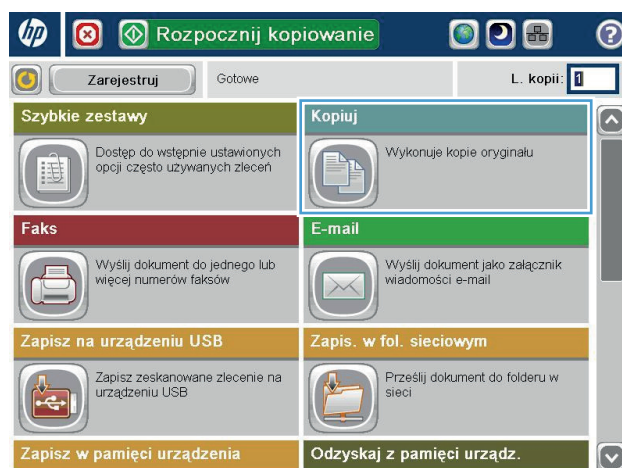 hp
Rozpocznij kopiowanie
?
Zarejestruj
Gotowe
L. kopii: 1
Szybkie zestawy
Dostęp do wstępnie ustawionych
opcji często używanych zleceń
Kopiuj
Wykonuje kopie oryginału
Faks
Wyślij dokument do jednego lub
więcej numerów faksów
E-mail
Wyślij dokument jako załącznik
wiadomości e-mail
Zapisz na urządzeniu USB
Zapisz zeskanowane zlecenie na
urządzeniu USB
Zapis. w fol. sieciowym
Prześlij dokument do folderu w
sieci
Zapisz w pamięci urządzenia
Odzyskaj z pamięci urządz.